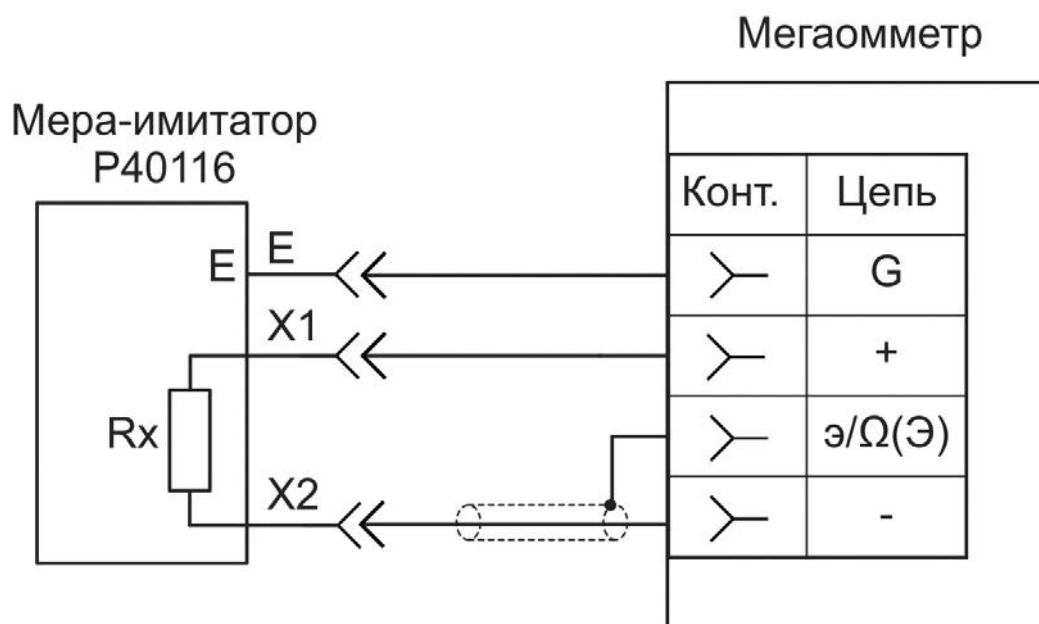 Мегаомметр
Мера-имитатор
Р40116
Конт. Цепь
E E G
X1 +
Rx э/Ω(Э)
X2 -